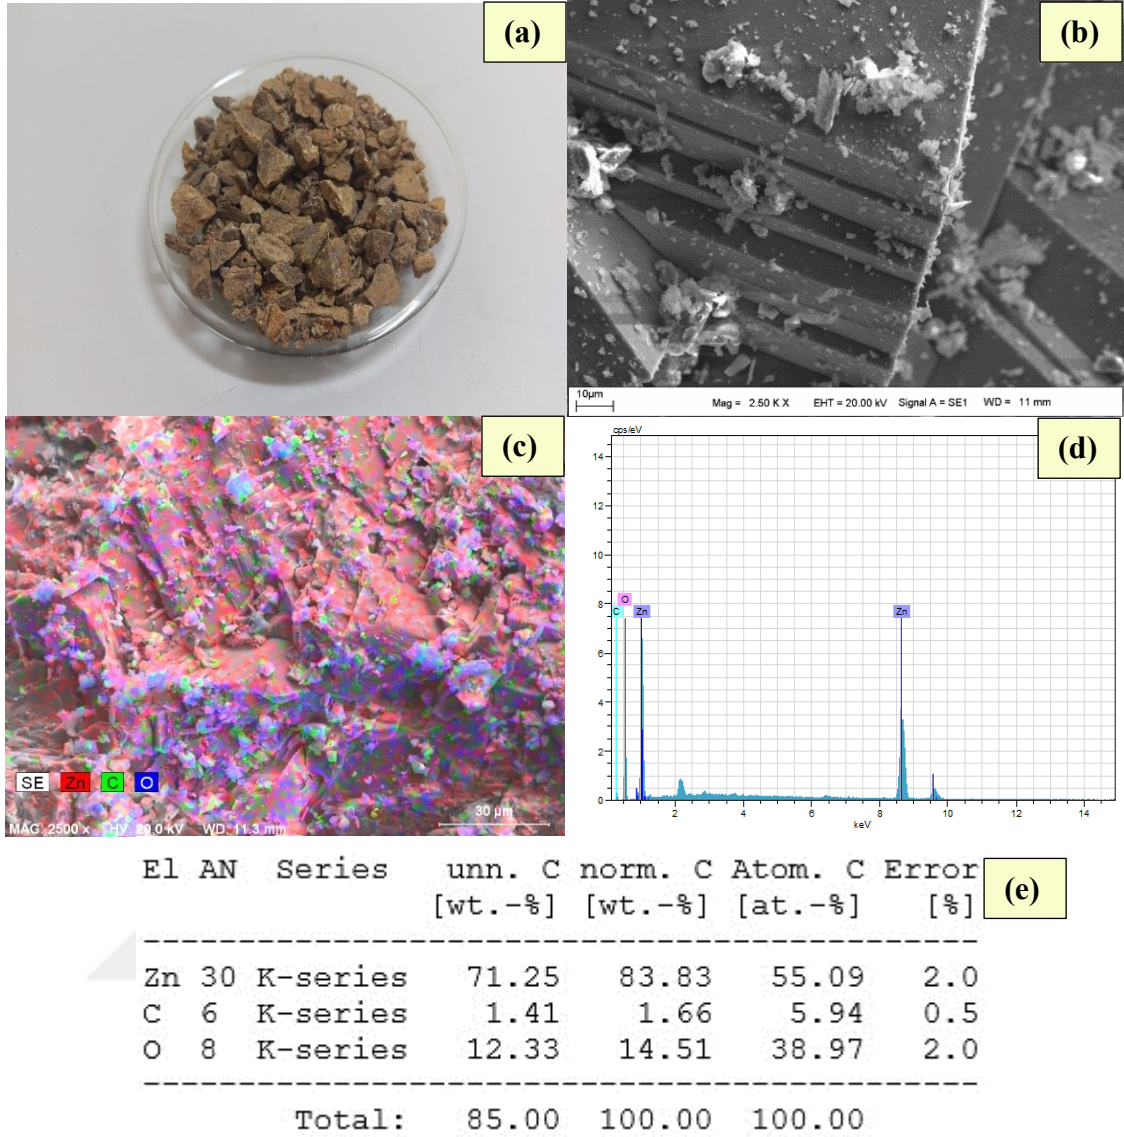 (a)
(b)
10µm
Mag = 2.50 K X EHT = 20.00 kV Signal A = SE1 WD = 11 mm
(c)
SE Zn C O
MAG: 2500 x HV: 20.0 kV WD: 11.3 mm
30 µm
(d)
cps/eV
14
12
10
8
6
4
2
0
C O Zn Zn
2 4 6 8 10 12 14
keV
(e)
El AN Series unn. C norm. C Atom. C Error
[wt.-%] [wt.-%] [at.-%] [%]
Zn 30 K-series 71.25 83.83 55.09 2.0
C 6 K-series 1.41 1.66 5.94 0.5
O 8 K-series 12.33 14.51 38.97 2.0
Total: 85.00 100.00 100.00